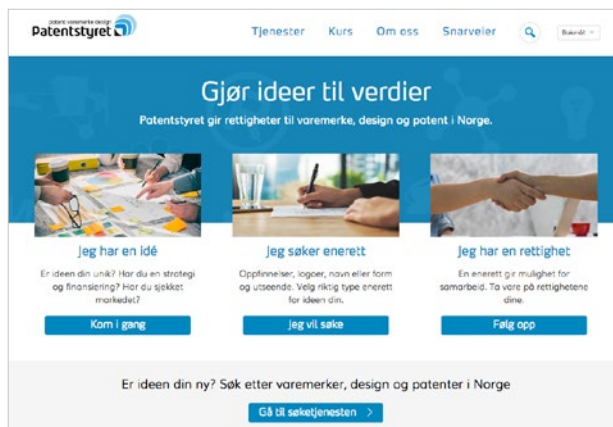 patent varemerke design
Patentstyret
Tjenester Kurs Om oss Snarveier Bokmål
Gjør ideer til verdier
Patentstyret gir rettigheter til varemerke, design og patent i Norge.
Jeg har en idé
Er ideen din unik? Har du en strategi
og finansiering? Har du sjekket
markedet?
Kom i gang
Jeg søker enerett
Oppfinnelser, logoer, navn eller form
og utseende. Velg riktig type enerett
for ideen din.
Jeg vil søke
Jeg har en rettighet
En enerett gir mulighet for
samarbeid. Ta vare på rettighetene
dine.
Følg opp
Er ideen din ny? Søk etter varemerker, design og patenter i Norge
Gå til søketjenesten >